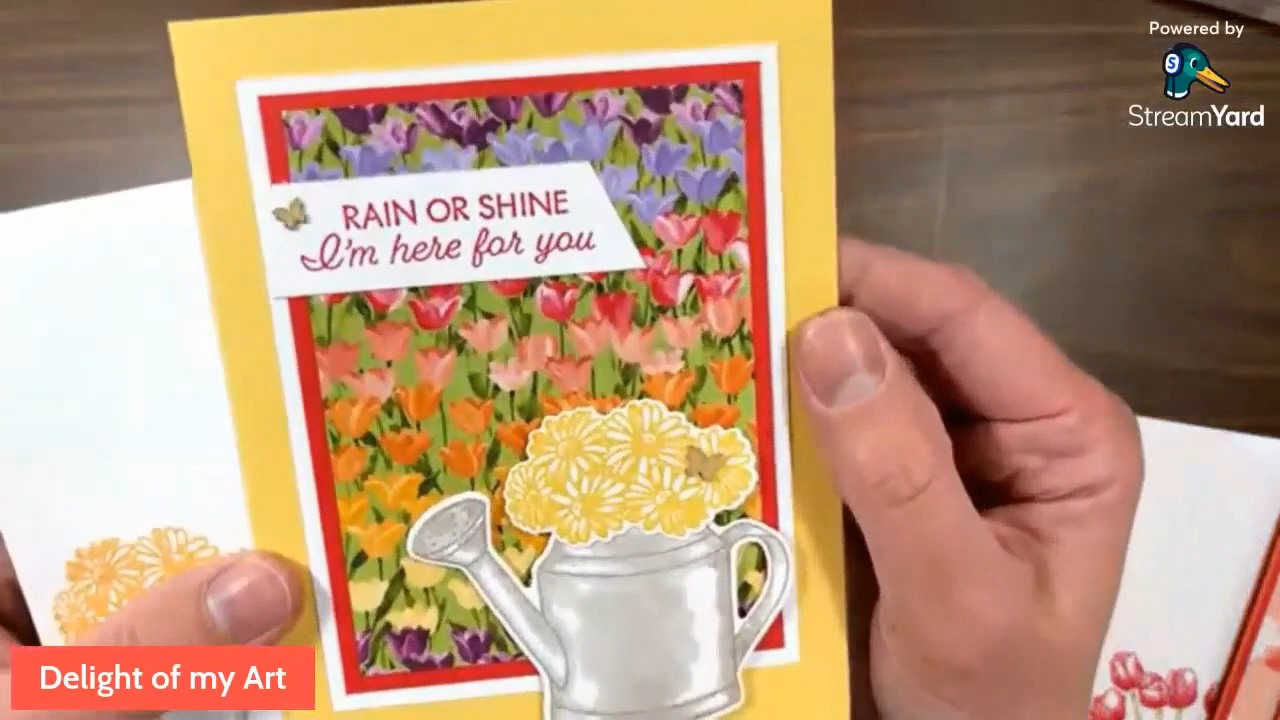 Powered by
StreamYard
RAIN OR SHINE
I'm here for you
Delight of my Art